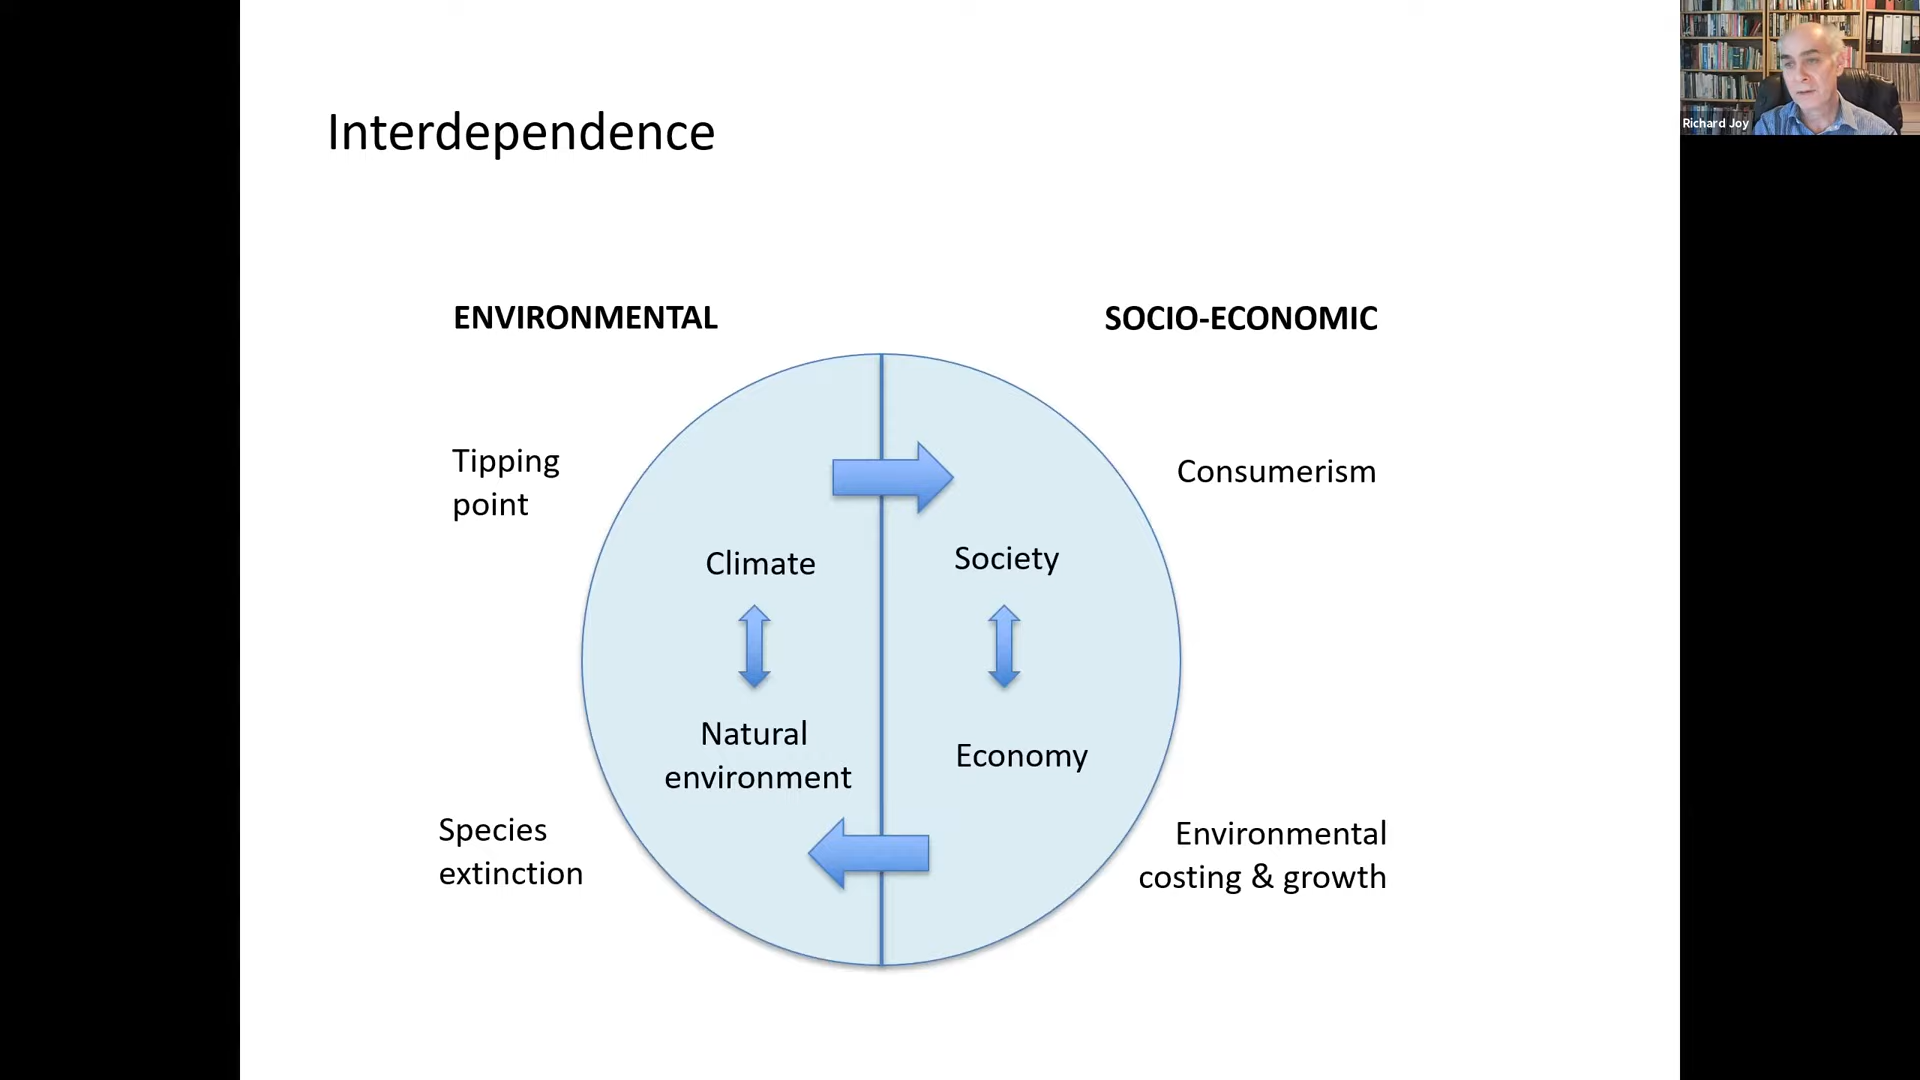 Interdependence
Richard Joy
ENVIRONMENTAL
SOCIO-ECONOMIC
Tipping
point
Consumerism
Climate
Society
Natural
environment
Economy
Species
extinction
Environmental
costing & growth